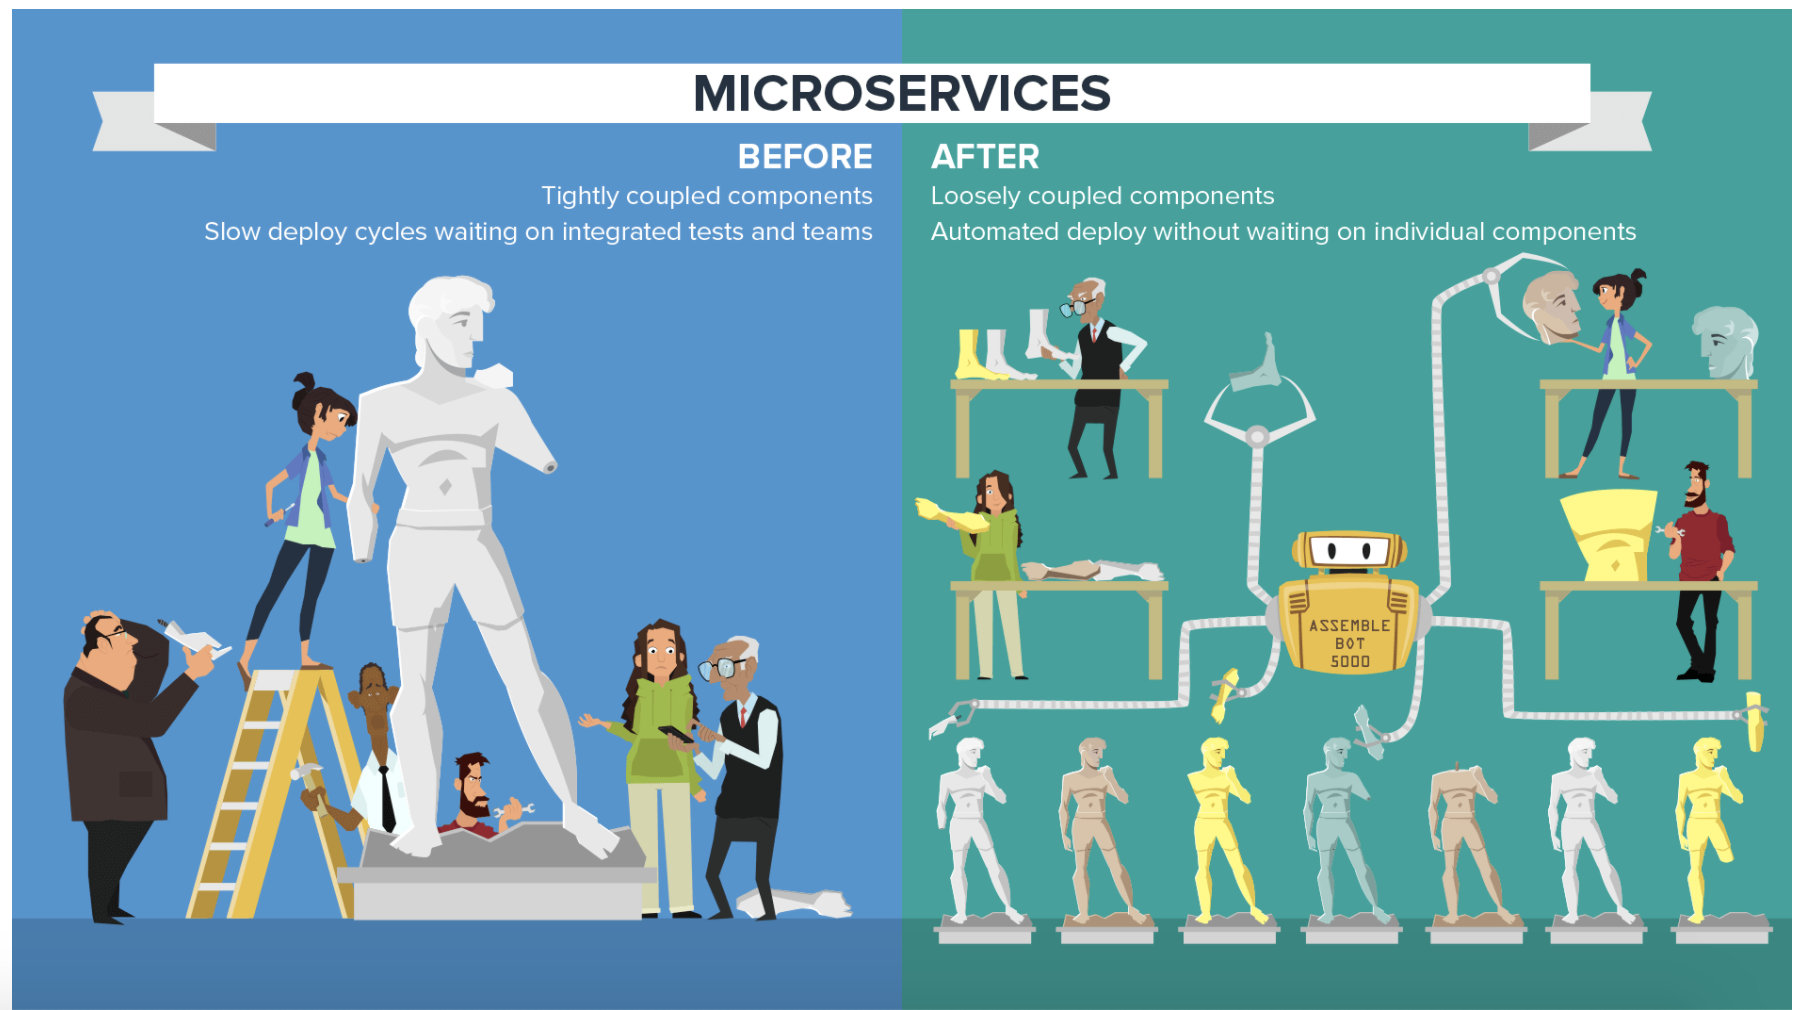 MICROSERVICES
BEFORE
Tightly coupled components
Slow deploy cycles waiting on integrated tests and teams
AFTER
Loosely coupled components
Automated deploy without waiting on individual components
ASSEMBLE
BOT
5000